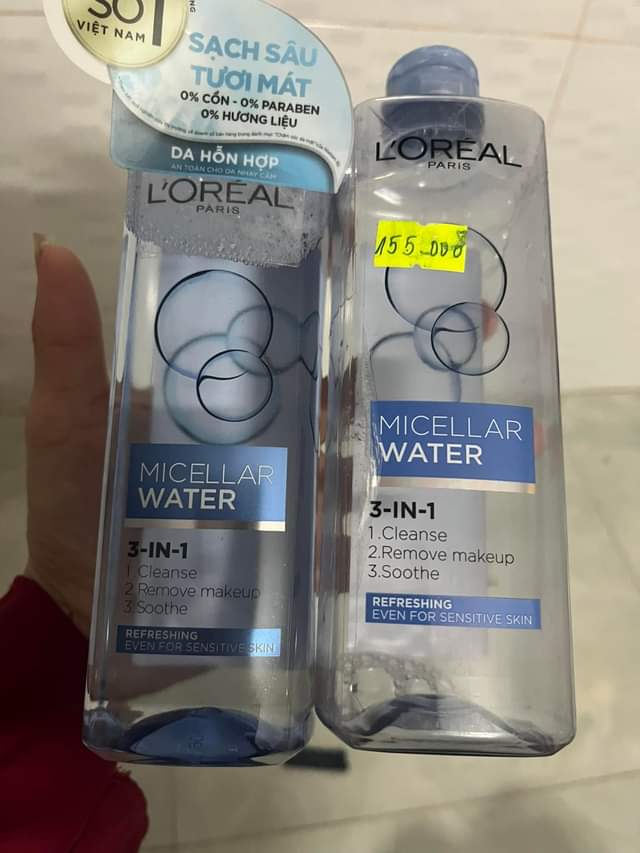 SỐ 1
VIỆT NAM
SẠCH SÂU
TƯƠI MÁT
0% CỒN - 0% PARABEN
0% HƯƠNG LIỆU
DA HỖN HỢP
AN TOÀN CHO DA NHẠY CẢM
L'ORÉAL
PARIS
MICELLAR
WATER
3-IN-1
1.Cleanse
2.Remove makeup
3.Soothe
REFRESHING
EVEN FOR SENSITIVE SKIN
L'ORÉAL
PARIS
155.000đ
MICELLAR
WATER
3-IN-1
1.Cleanse
2.Remove makeup
3.Soothe
REFRESHING
EVEN FOR SENSITIVE SKIN